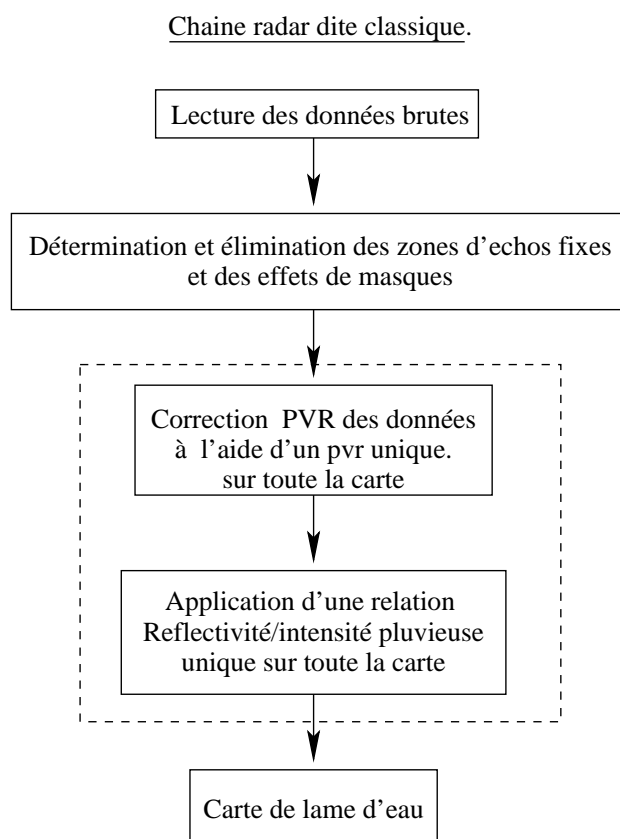 Chaine radar dite classique.
Lecture des données brutes
Détermination et élimination des zones d'echos fixes
et des effets de masques
Correction PVR des données
à l'aide d'un pvr unique.
sur toute la carte
Application d'une relation
Reflectivité/intensité pluvieuse
unique sur toute la carte
Carte de lame d'eau